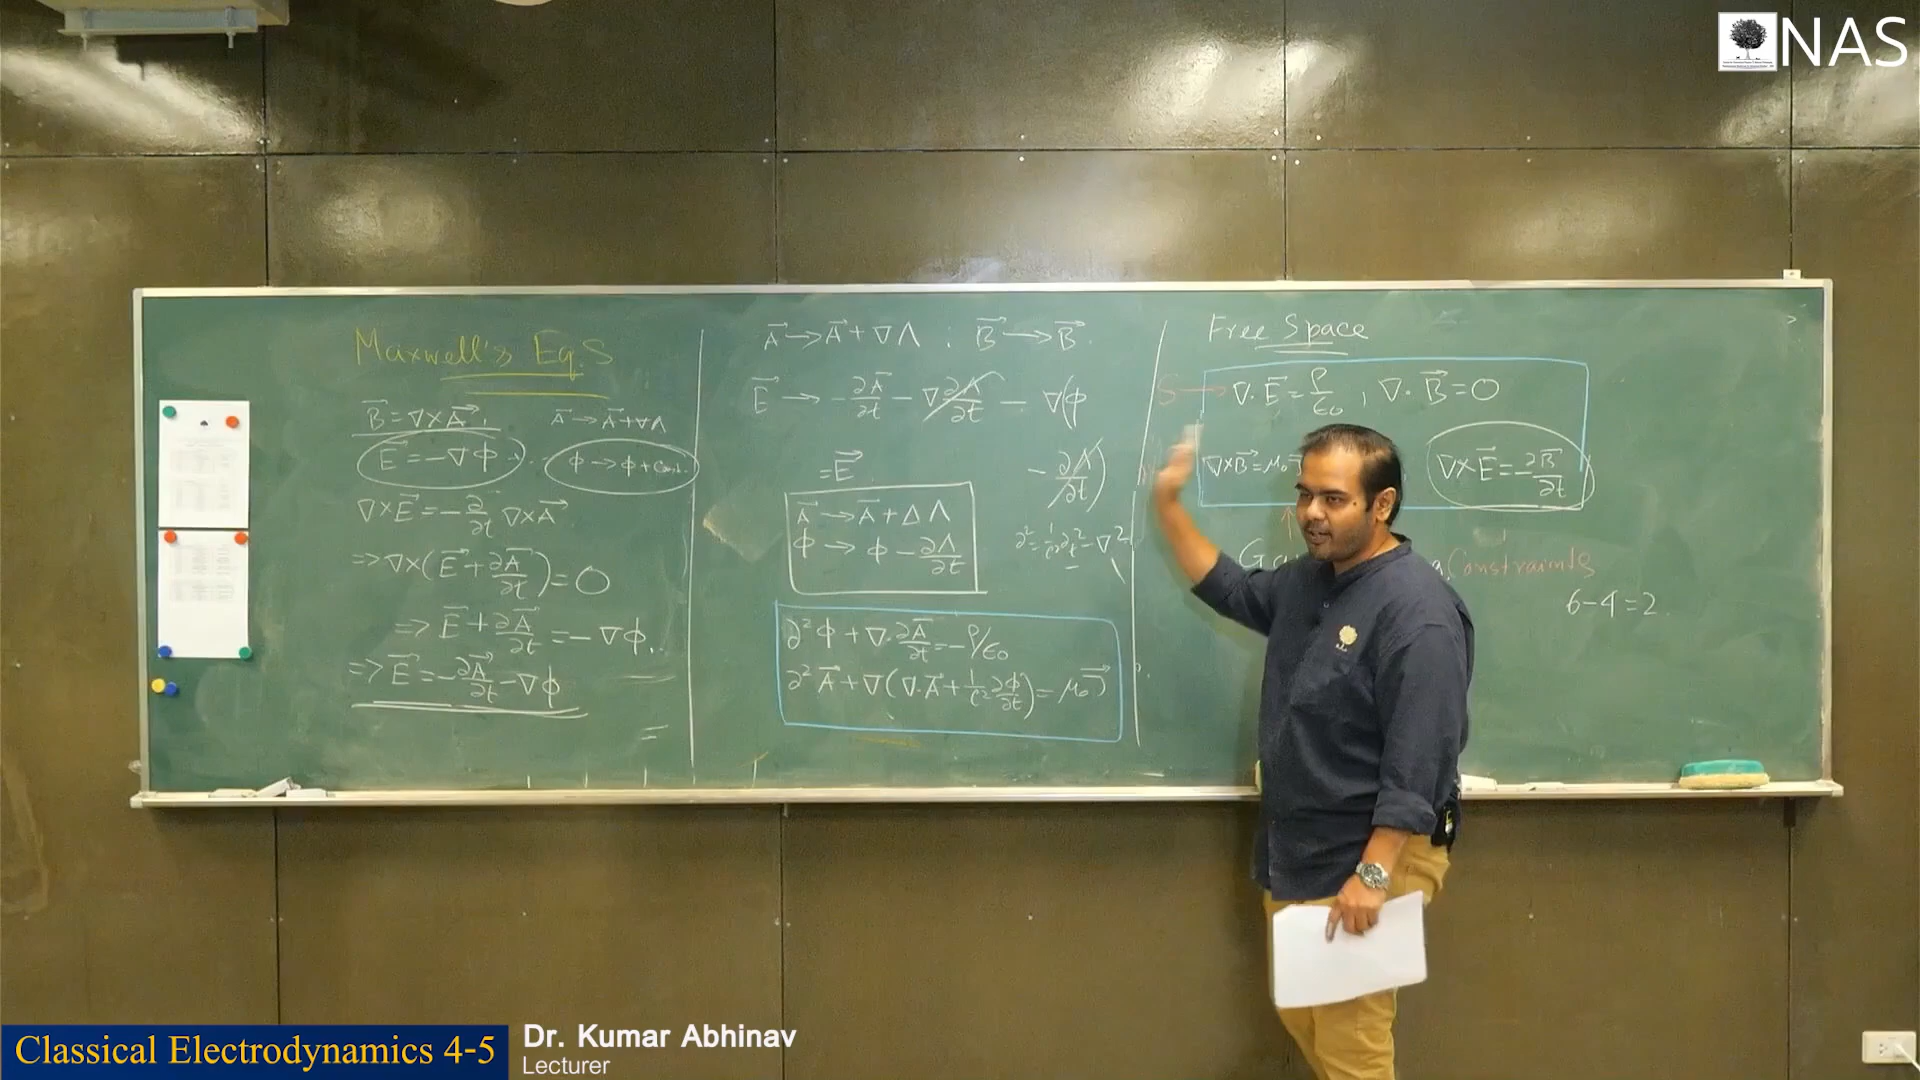 NAS
Maxwell's Eq.s
B⃗ = ∇×A⃗, A⃗ → A⃗+∇Λ
E⃗ = -∇ϕ ϕ → ϕ + Const.
∇×E⃗ = -∂/∂t ∇×A⃗
=> ∇×(E⃗ + ∂A⃗/∂t) = 0
=> E⃗ + ∂A⃗/∂t = -∇ϕ.
=> E⃗ = -∂A⃗/∂t - ∇ϕ
A⃗ → A⃗ + ∇Λ : B⃗ → B⃗.
E⃗ → -∂A⃗/∂t - ∇∂Λ/∂t - ∇(ϕ
- ∂Λ/∂t)
= E⃗
A⃗ → A⃗ + Δ Λ
ϕ → ϕ - ∂Λ/∂t
∂² = 1/c² ∂t² - ∇²
∂²ϕ + ∇·∂A⃗/∂t = -ρ/ϵ₀
∂²A⃗ + ∇(∇·A⃗ + 1/c² ∂ϕ/∂t) = μ₀J⃗
Free Space
S → ∇·E⃗ = ρ/ϵ₀, ∇·B⃗ = 0
∇×B⃗ = μ₀J ∇×E⃗ = -∂B⃗/∂t
Constraints
6-4=2.
Classical Electrodynamics 4-5
Dr. Kumar Abhinav
Lecturer